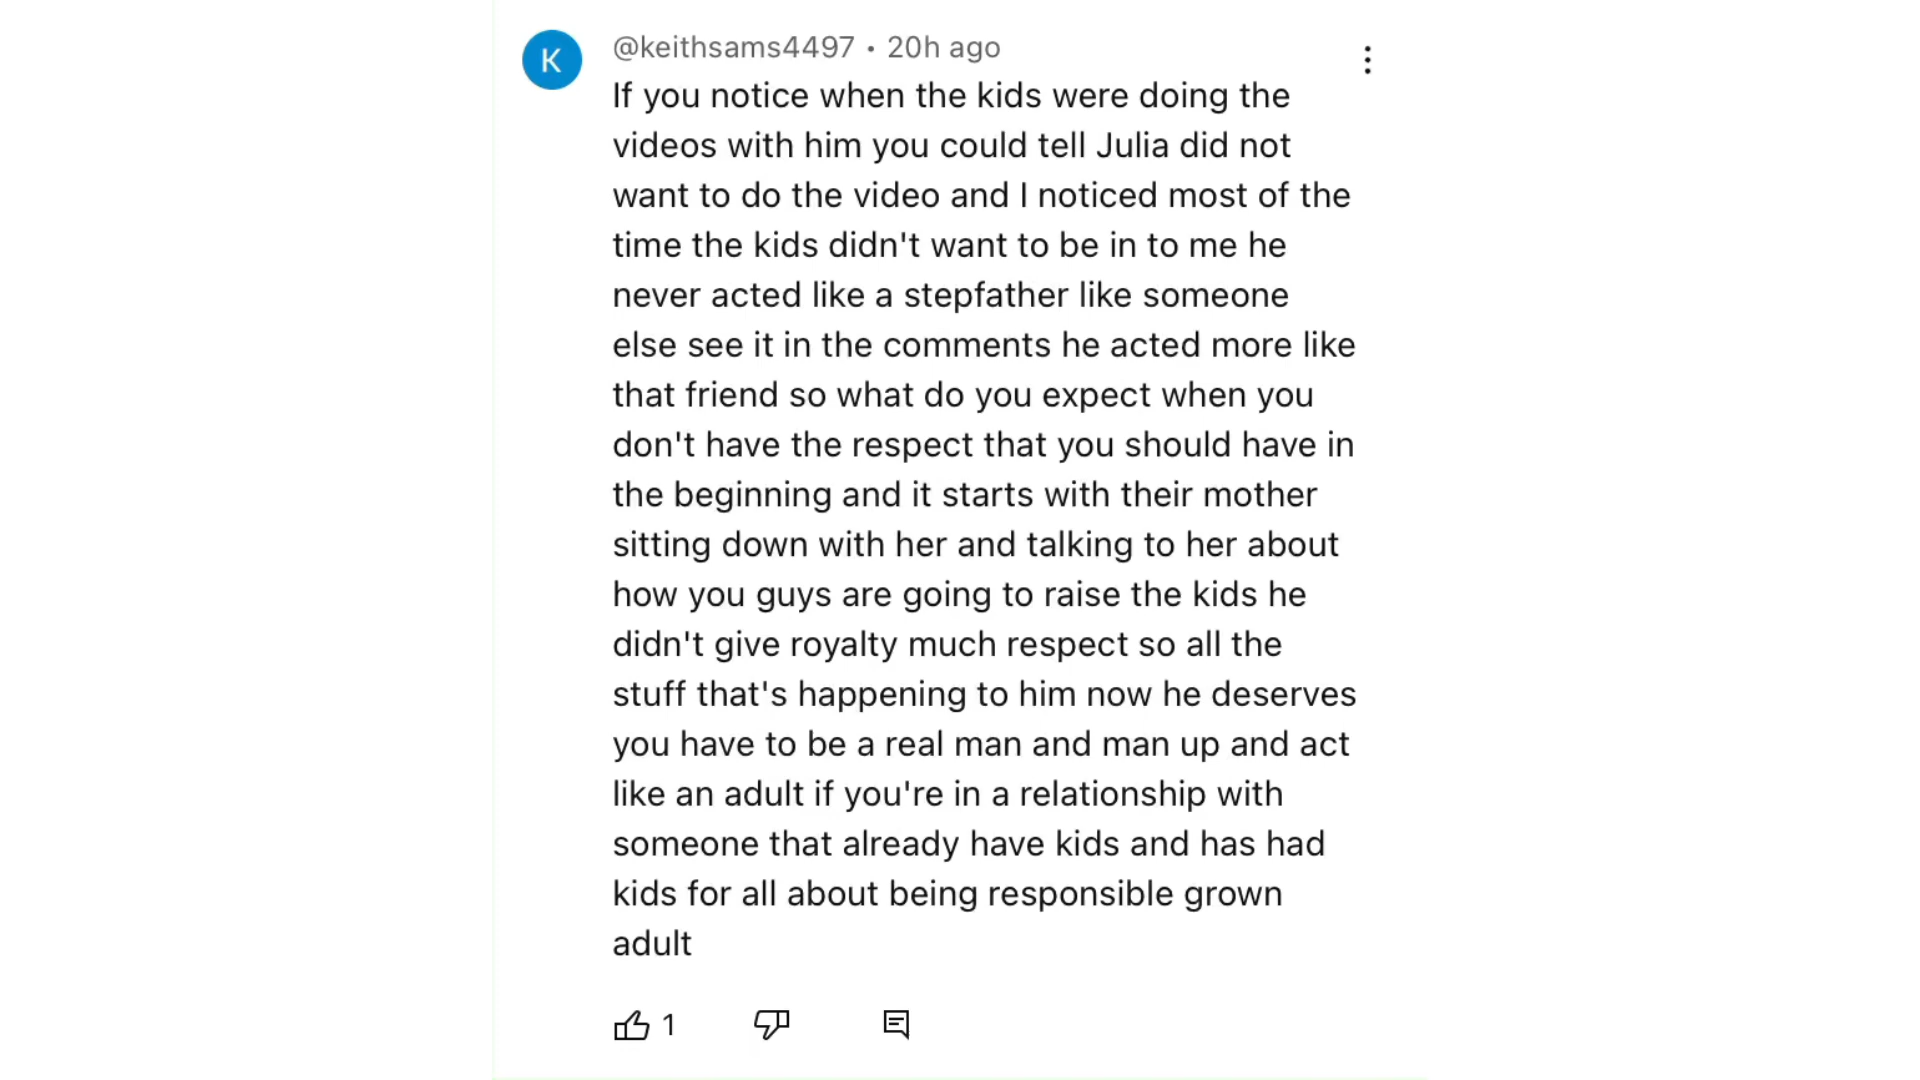 K
@keithsams4497 • 20h ago
If you notice when the kids were doing the
videos with him you could tell Julia did not
want to do the video and I noticed most of the
time the kids didn't want to be in to me he
never acted like a stepfather like someone
else see it in the comments he acted more like
that friend so what do you expect when you
don't have the respect that you should have in
the beginning and it starts with their mother
sitting down with her and talking to her about
how you guys are going to raise the kids he
didn't give royalty much respect so all the
stuff that's happening to him now he deserves
you have to be a real man and man up and act
like an adult if you're in a relationship with
someone that already have kids and has had
kids for all about being responsible grown
adult
1